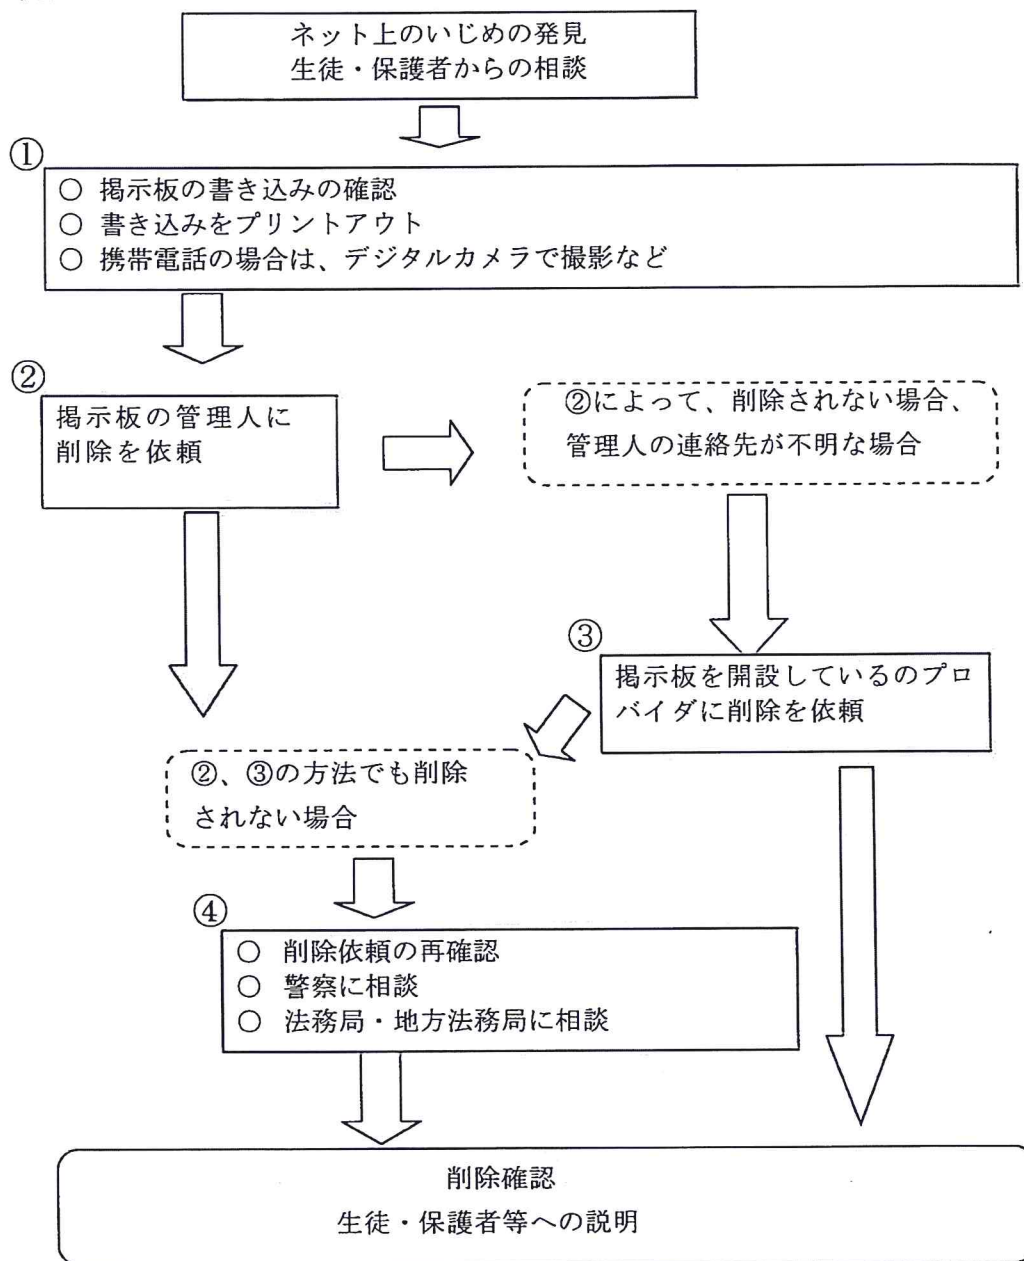 ネット上のいじめの発見
生徒・保護者からの相談
①
○ 掲示板の書き込みの確認
○ 書き込みをプリントアウト
○ 携帯電話の場合は、デジタルカメラで撮影など
②
掲示板の管理人に
削除を依頼
②によって、削除されない場合、
管理人の連絡先が不明な場合
③
掲示板を開設しているのプロ
バイダに削除を依頼
②、③の方法でも削除
されない場合
④
○ 削除依頼の再確認
○ 警察に相談
○ 法務局・地方法務局に相談
削除確認
生徒・保護者等への説明